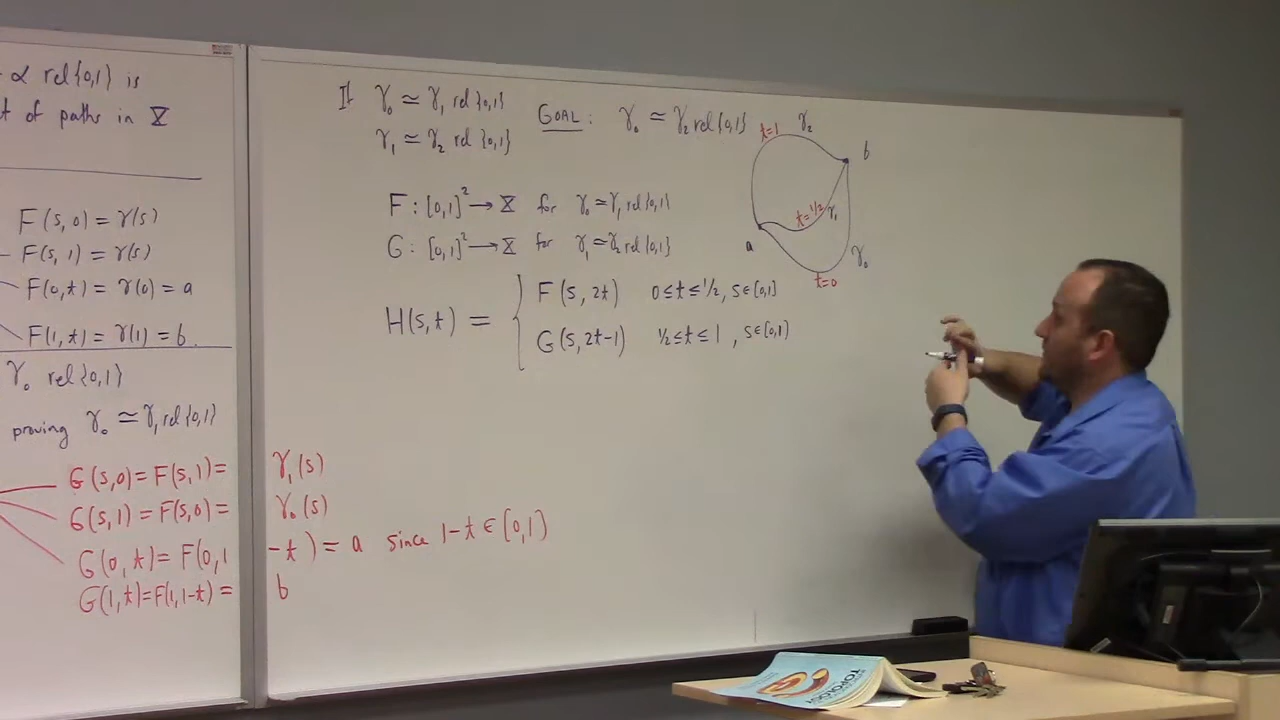 ∝ rel{0,1} is
t of paths in X
F(s,0) = γ(s)
F(s,1) = γ(s)
F(0,t) = γ(0) = a
F(1,t) = γ(1) = b.
γ₀ rel{0,1}
proving γ₀ ≃ γ₁ rel{0,1}
G(s,0) = F(s,1) = γ₁(s)
G(s,1) = F(s,0) = γ₀(s)
G(0,t) = F(0,1-t) = a since 1-t ∈ [0,1]
G(1,t) = F(1,1-t) = b
If γ₀ ≃ γ₁ rel{0,1}
γ₁ ≃ γ₂ rel{0,1}
GOAL: γ₀ ≃ γ₂ rel{0,1}
F: [0,1]² → X for γ₀ ≃ γ₁ rel{0,1}
G: [0,1]² → X for γ₁ ≃ γ₂ rel{0,1}
H(s,t) = { F(s,2t) 0≤t≤1/2, s∈[0,1]
G(s,2t-1) 1/2≤t≤1, s∈[0,1]
t=1 γ₂
b
t=1/2 γ₁
a
γ₀
t=0
TOPOLOGY